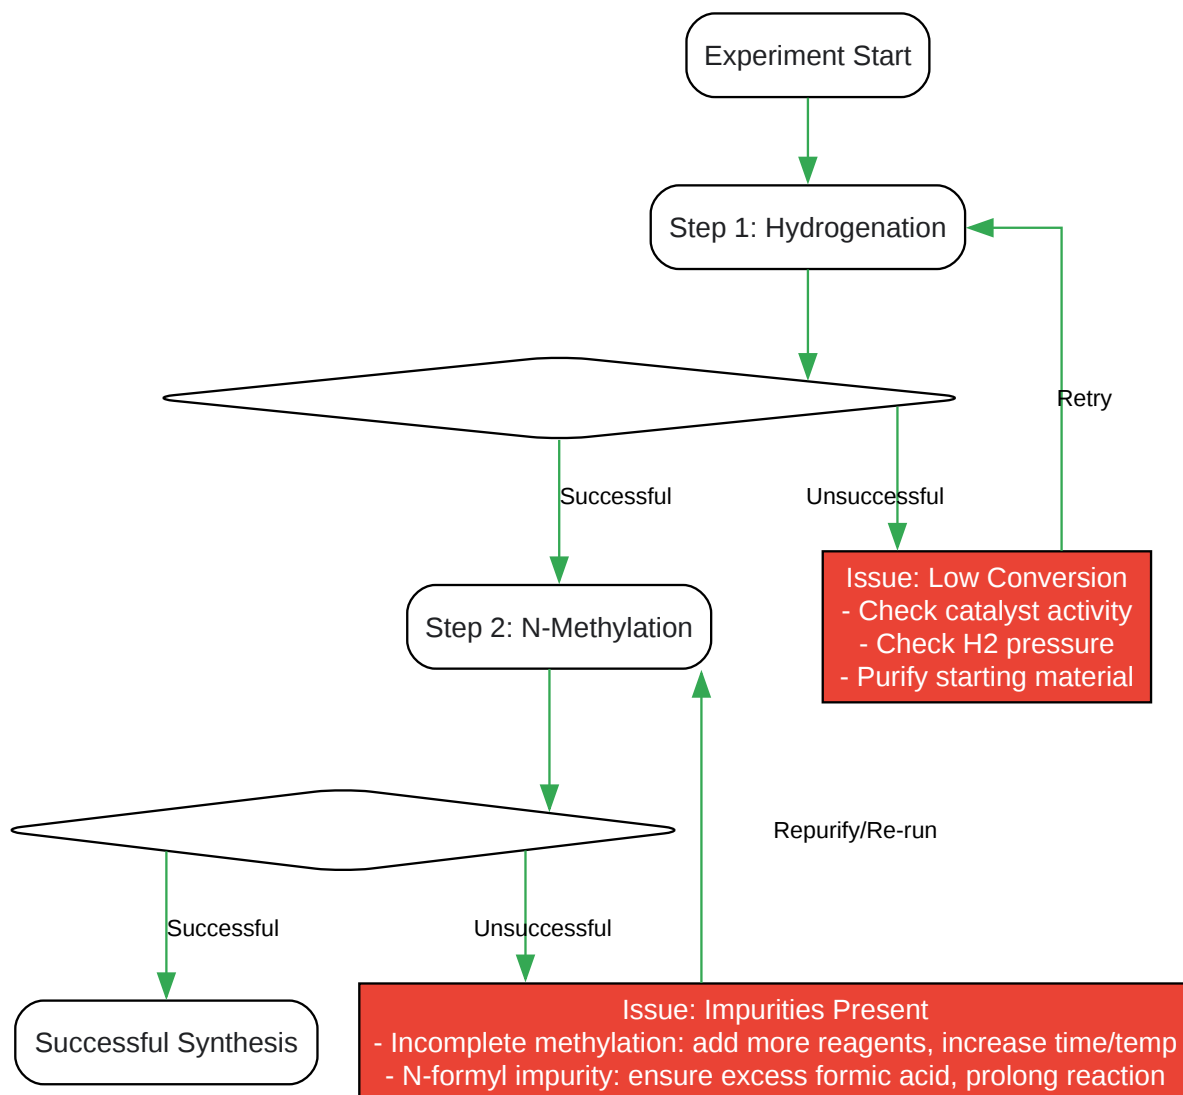 Experiment Start
Step 1: Hydrogenation
Retry
Successful
Unsuccessful
Issue: Low Conversion
- Check catalyst activity
- Check H2 pressure
- Purify starting material
Step 2: N-Methylation
Repurify/Re-run
Successful
Unsuccessful
Successful Synthesis
Issue: Impurities Present
- Incomplete methylation: add more reagents, increase time/temp
- N-formyl impurity: ensure excess formic acid, prolong reaction